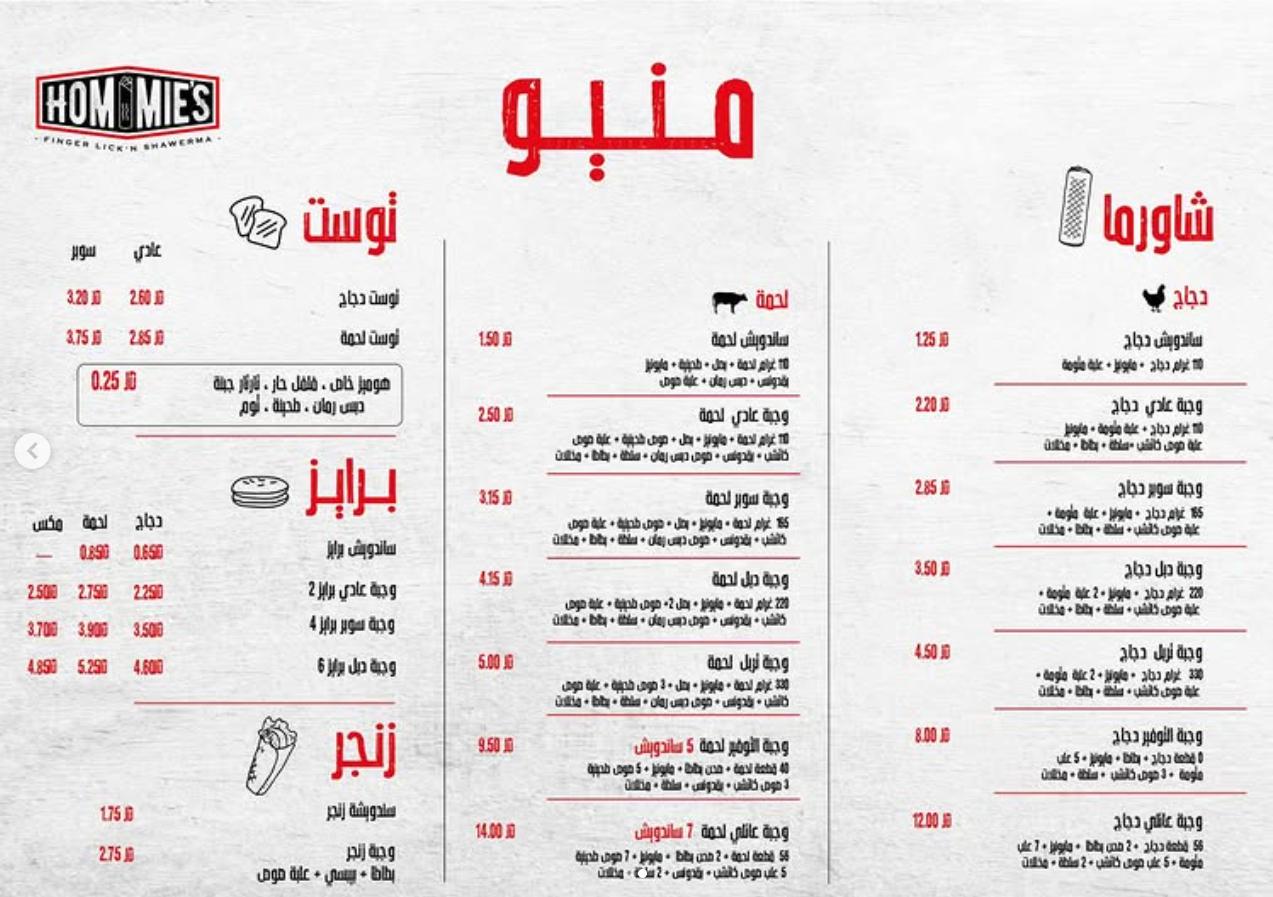 HOMMIE'S
FINGER LICK'N SHAWERMA
منيو
شاورما
دجاج
ساندويش دجاج 1.25 JD
110 غرام دجاج + مايونيز + علبة مثومة
وجبة عادي دجاج 2.20 JD
110 غرام دجاج + علبة مثومة + مايونيز
علبة صوص كاتشب +سلطة + بطاطا + مخللات
وجبة سوبر دجاج 2.85 JD
165 غرام دجاج + مايونيز + علبة مثومة +
علبة صوص كاتشب + سلطة + بطاطا + مخللات
وجبة دبل دجاج 3.50 JD
220 غرام دجاج + مايونيز + 2 علبة مثومة +
علبة صوص كاتشب + سلطة + بطاطا + مخللات
وجبة تربل دجاج 4.50 JD
330 غرام دجاج + مايونيز + 2 علبة مثومة +
علبة صوص كاتشب + سلطة + بطاطا + مخللات
وجبة التوفير دجاج 8.00 JD
قطعة دجاج + بطاطا + مايونيز + 5 علب
مثومة + 3 صوص كاتشب + سلطة + مخللات
وجبة عائلي دجاج 12.00 JD
56 قطعة دجاج + 2 صحن بطاطا + مايونيز + 7 علب
مثومة + 5 علب صوص كاتشب + 2 سلطة + مخللات
لحمة
ساندويش لحمة 1.50 JD
110 غرام لحمة + بصل + طحينية + مايونيز
بقدونس + دبس رمان + علبة صوص
وجبة عادي لحمة 2.50 JD
110 غرام لحمة + مايونيز + بصل + صوص طحينية + علبة صوص
كاتشب + بقدونس + صوص دبس رمان + سلطة + بطاطا + مخللات
وجبة سوبر لحمة 3.15 JD
165 غرام لحمة + مايونيز + بصل + صوص طحينية + علبة صوص
كاتشب + بقدونس + صوص دبس رمان + سلطة + بطاطا + مخللات
وجبة دبل لحمة 4.15 JD
220 غرام لحمة + مايونيز + بصل +2 صوص طحينية + علبة صوص
كاتشب + بقدونس + صوص دبس رمان + سلطة + بطاطا + مخللات
وجبة تربل لحمة 5.00 JD
330 غرام لحمة + مايونيز + بصل + 3 صوص طحينية + علبة صوص
كاتشب + بقدونس + صوص دبس رمان + سلطة + بطاطا + مخللات
وجبة التوفير لحمة 5 ساندويش 9.50 JD
40 قطعة لحمة + صحن بطاطا + مايونيز + 5 صوص طحينية
3 صوص كاتشب + بقدونس + سلطة + مخللات
وجبة عائلي لحمة 7 ساندويش 14.00 JD
56 قطعة لحمة + 2 صحن بطاطا + مايونيز + 7 صوص طحينية
5 علب صوص كاتشب + بقدونس + 2 + مخللات
توست
عادي سوبر
توست دجاج 2.60 JD 3.20 JD
توست لحمة 2.85 JD 3.75 JD
هوميز خاص ، فلفل حار ، تارتار جبنة 0.25 JD
دبس رمان ، طحينة ، ثوم
برايز
دجاج لحمة مكس
ساندويش برايز 0.65JD 0.85JD __
وجبة عادي برايز 2 2.25JD 2.75JD 2.50JD
وجبة سوبر برايز 4 3.50JD 3.90JD 3.70JD
وجبة دبل برايز 6 4.60JD 5.25JD 4.85JD
زنجر
سندويشة زنجر 1.75 JD
وجبة زنجر 2.75 JD
بطاطا + بيبسي + علبة صوص